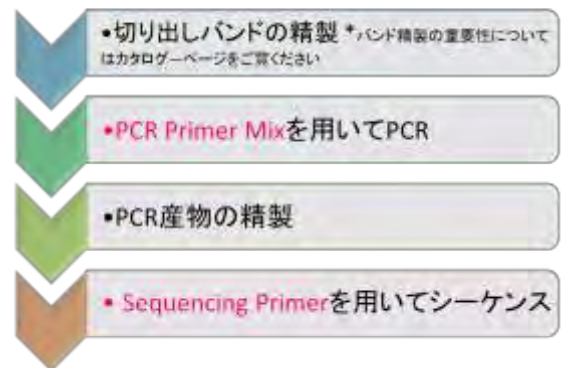 •切り出しバンドの精製 *バンド精製の重要性について
はカタログーページをご覧ください
•PCR Primer Mixを用いてPCR
•PCR産物の精製
• Sequencing Primerを用いてシーケンス